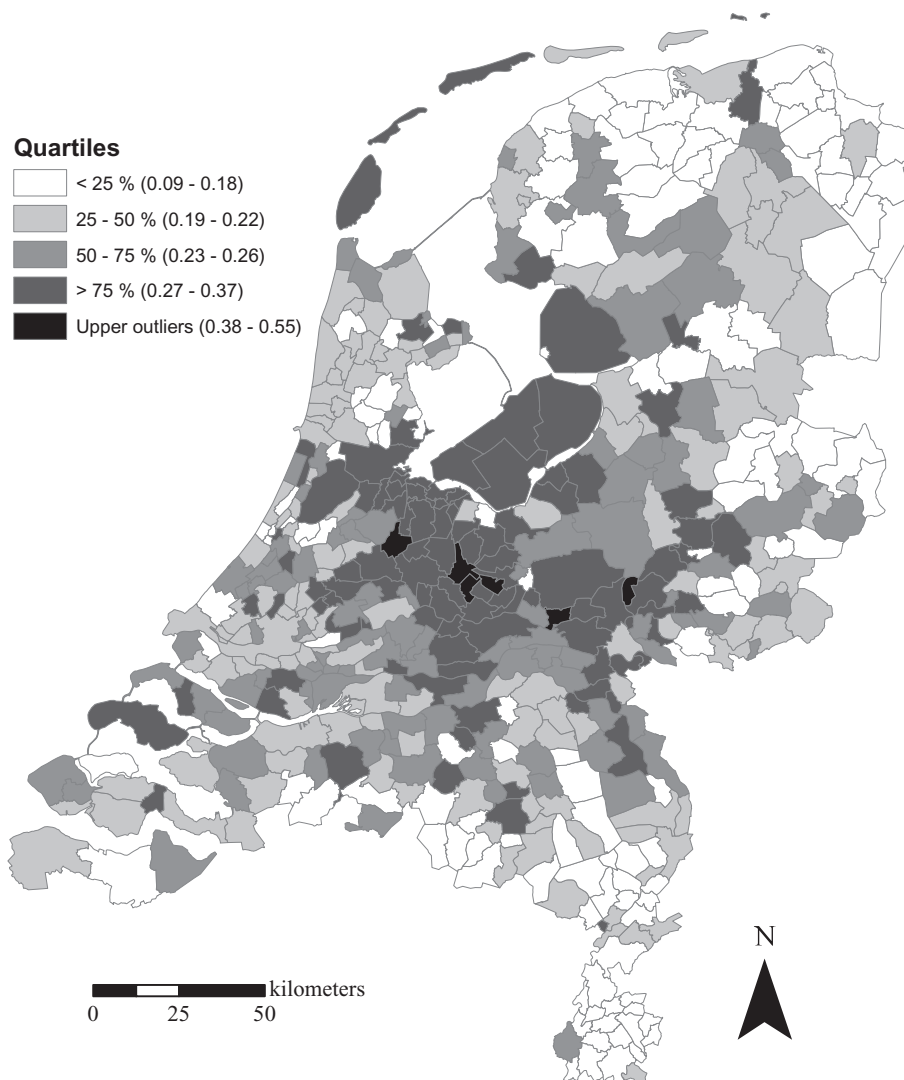 Quartiles
< 25 % (0.09 - 0.18)
25 - 50 % (0.19 - 0.22)
50 - 75 % (0.23 - 0.26)
> 75 % (0.27 - 0.37)
Upper outliers (0.38 - 0.55)
N
kilometers
0 25 50